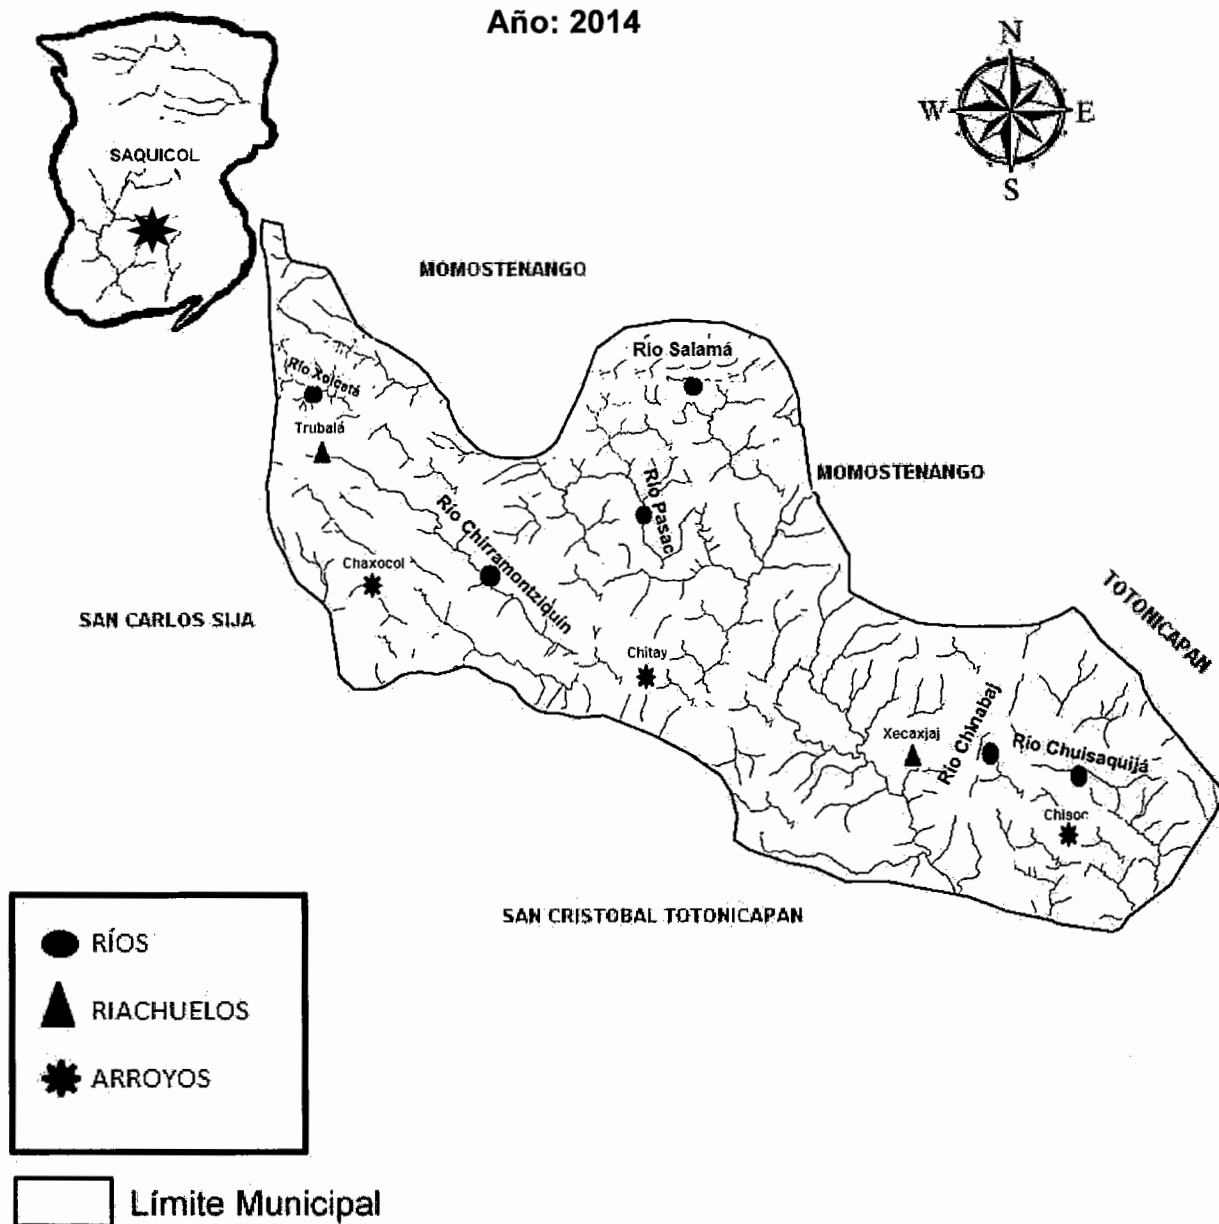 Año: 2014
N
W
E
S
SAQUICOL
MOMOSTENANGO
Río Salamá
Río Xolcatá
Trubalá
MOMOSTENANGO
Río Pasac
Río Chirramontziquín
Chaxocol
SAN CARLOS SIJA
TOTONICAPAN
Chitay
Xecaxjaj
Río Chinabaj
Río Chuisaquijá
Chisoc
SAN CRISTOBAL TOTONICAPAN
RÍOS
RIACHUELOS
ARROYOS
Límite Municipal